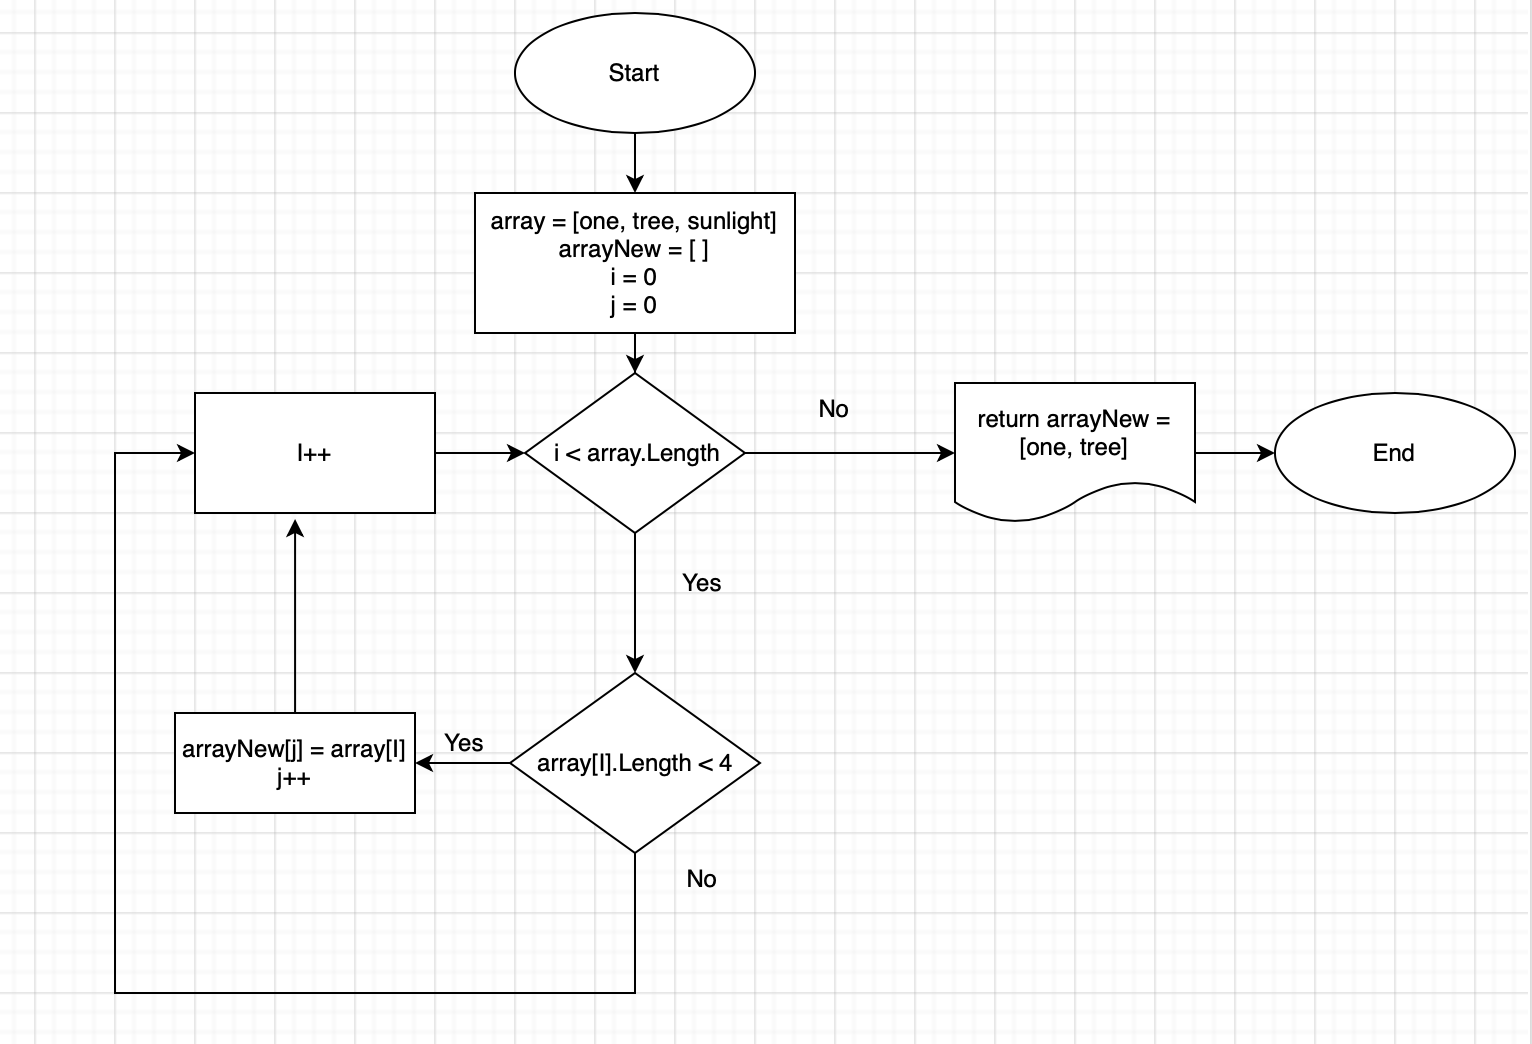 Start
array = [one, tree, sunlight]
arrayNew = [ ]
i = 0
j = 0
I++
i < array.Length
No
return arrayNew =
[one, tree]
End
Yes
arrayNew[j] = array[I]
j++
Yes
array[I].Length < 4
No